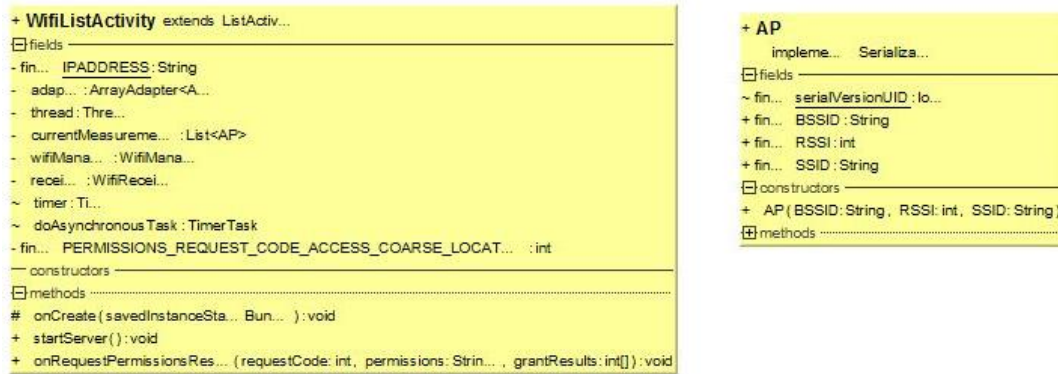 + WifiListActivity extends ListActiv...
fields
- fin... IPADDRESS : String
- adap... : ArrayAdapter<A...
- thread : Thre...
- currentMeasureme... : List<AP>
- wifiMana... : WifiMana...
- recei... : WifiRecei...
~ timer : Ti...
~ doAsynchronousTask : TimerTask
- fin... PERMISSIONS_REQUEST_CODE_ACCESS_COARSE_LOCAT... : int
constructors
methods
# onCreate ( savedInstanceSta... Bun... ) : void
+ startServer ( ) : void
+ onRequestPermissionsRes... ( requestCode: int , permissions: Strin... , grantResults: int[] ) : void
+ AP
impleme... Serializa...
fields
~ fin... serialVersionUID : lo...
+ fin... BSSID : String
+ fin... RSSI : int
+ fin... SSID : String
constructors
+ AP ( BSSID: String , RSSI: int , SSID: String )
methods